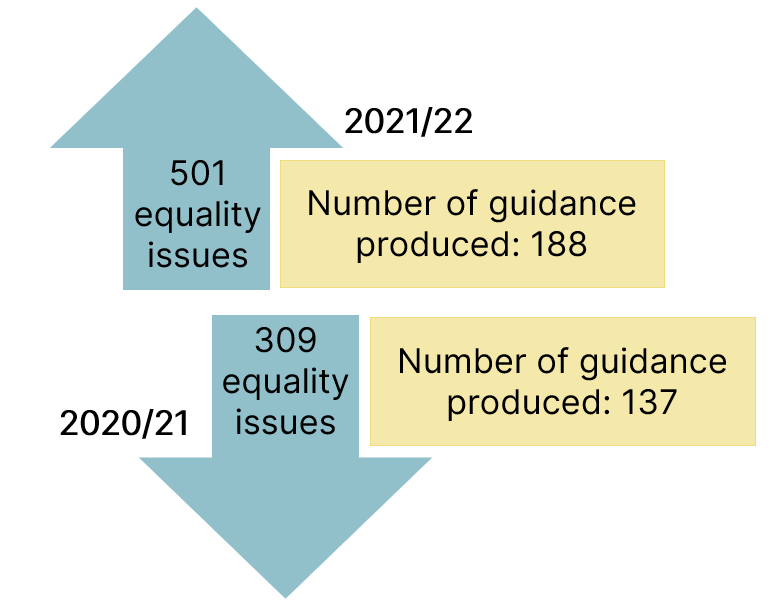 2021/22
501
equality
issues
Number of guidance
produced: 188
309
equality
issues
Number of guidance
produced: 137
2020/21